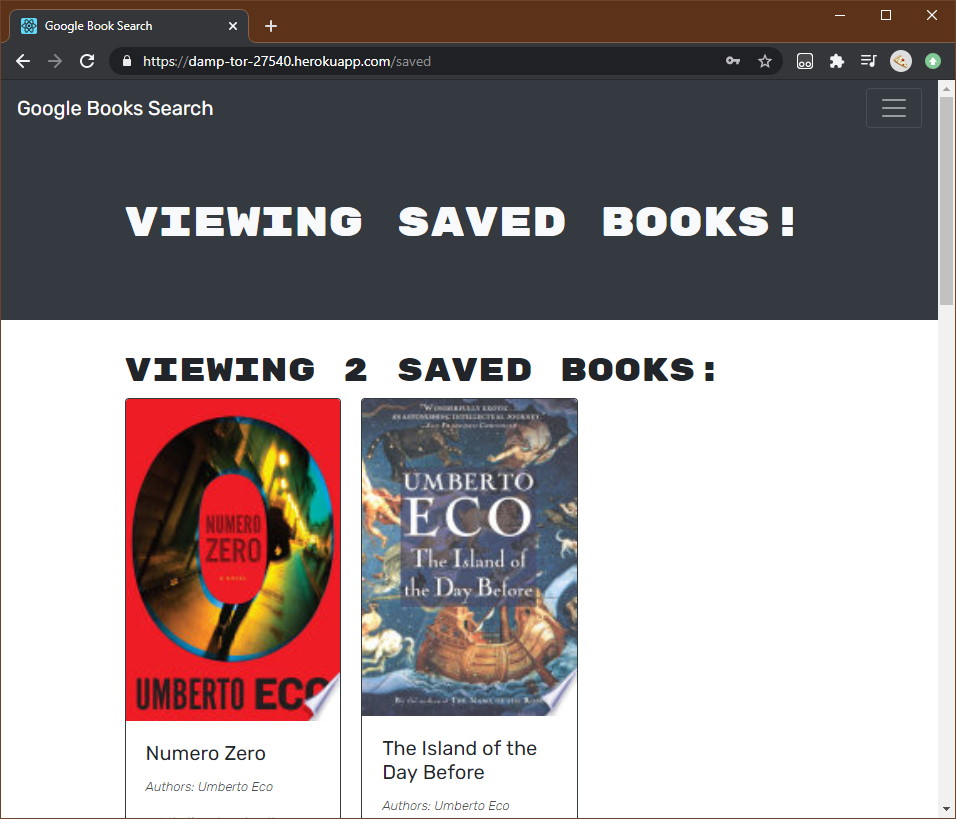 Google Book Search
https://damp-tor-27540.herokuapp.com/saved
Google Books Search
VIEWING SAVED BOOKS!
VIEWING 2 SAVED BOOKS:
NUMERO
ZERO
A NOVEL
UMBERTO ECO
"WONDERFULLY EXOTIC...
AN ASTONISHING INTELLECTUAL JOURNEY."
—San Francisco Chronicle
UMBERTO
ECO
The Island of
the Day Before
By the author of THE NAME OF THE
Numero Zero
Authors: Umberto Eco
The Island of the
Day Before
Authors: Umberto Eco